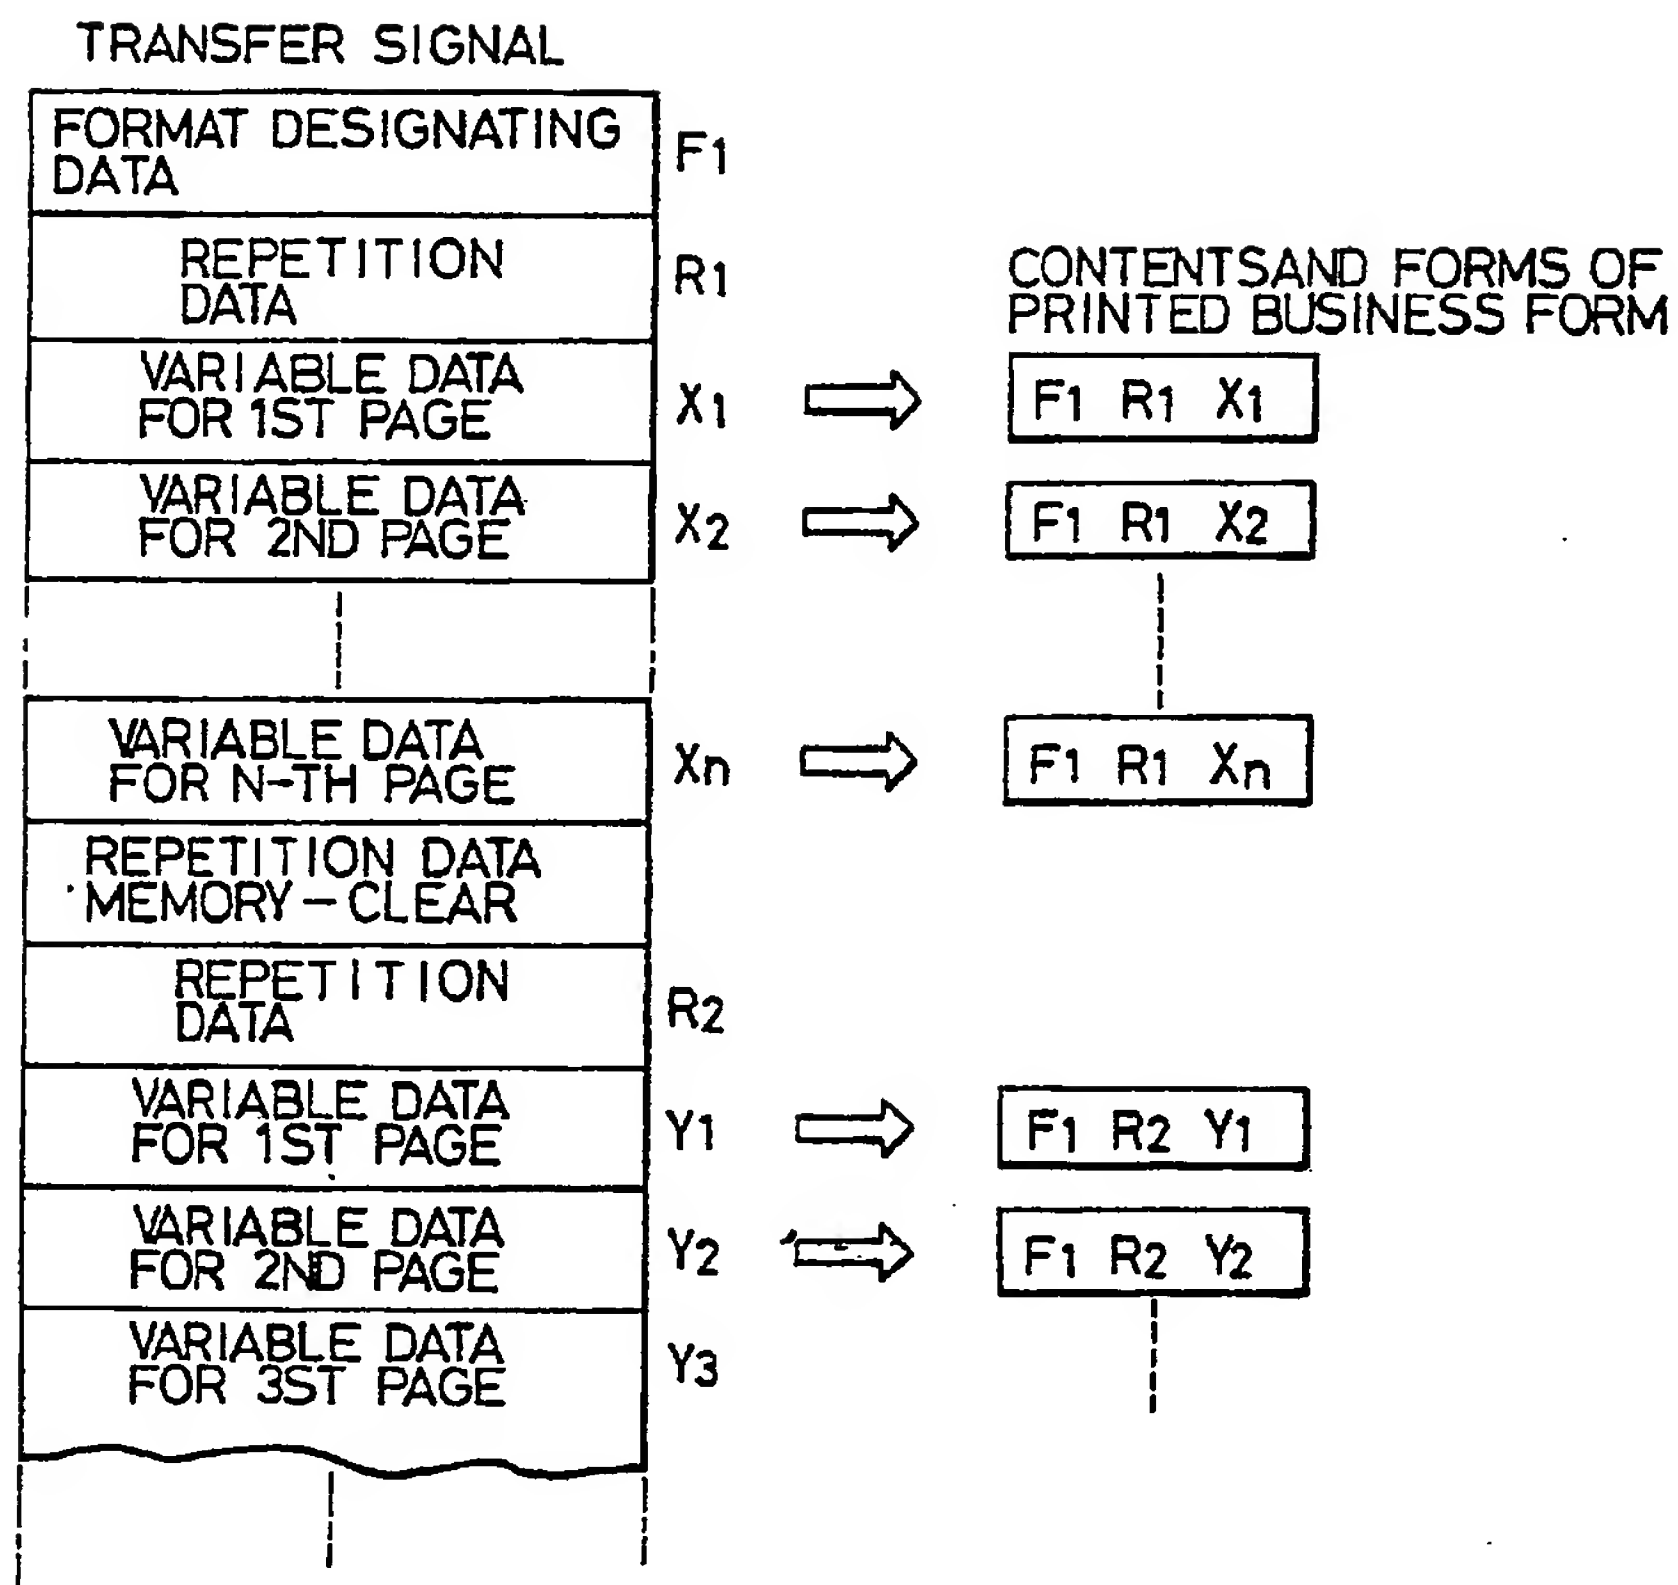 TRANSFER SIGNAL
FORMAT DESIGNATING
DATA
F1
REPETITION
DATA
R1
CONTENTSAND FORMS OF
PRINTED BUSINESS FORM
VARIABLE DATA
FOR 1ST PAGE
X1
F1 R1 X1
VARIABLE DATA
FOR 2ND PAGE
X2
F1 R1 X2
VARIABLE DATA
FOR N-TH PAGE
Xn
F1 R1 Xn
REPETITION DATA
MEMORY-CLEAR
REPETITION
DATA
R2
VARIABLE DATA
FOR 1ST PAGE
Y1
F1 R2 Y1
VARIABLE DATA
FOR 2ND PAGE
Y2
F1 R2 Y2
VARIABLE DATA
FOR 3ST PAGE
Y3